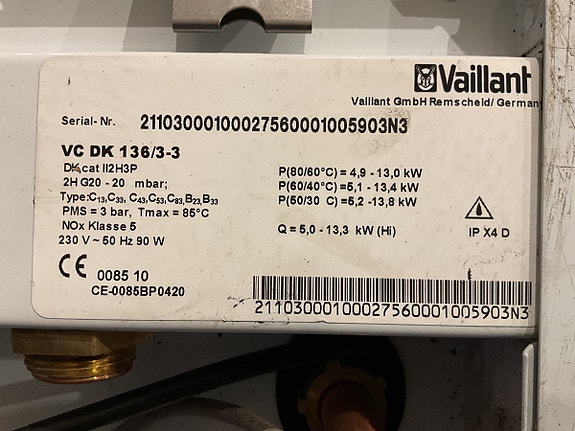 Vaillant
Vaillant GmbH Remscheid/ Germany
Serial- Nr. 21103000100027560001005903N3
VC DK 136/3-3
DK cat II2H3P
2H G20 - 20 mbar;
Type:C13,C33, C43,C53,C83,B23,B33
PMS = 3 bar, Tmax = 85°C
NOx Klasse 5
230 V ~ 50 Hz 90 W
P(80/60°C) = 4,9 - 13,0 kW
P(60/40°C) = 5,1 - 13,4 kW
P(50/30 C) = 5,2 -13,8 kW
Q = 5,0 - 13,3 kW (Hi)
IP X4 D
CE 0085 10
CE-0085BP0420
21103000100027560001005903N3